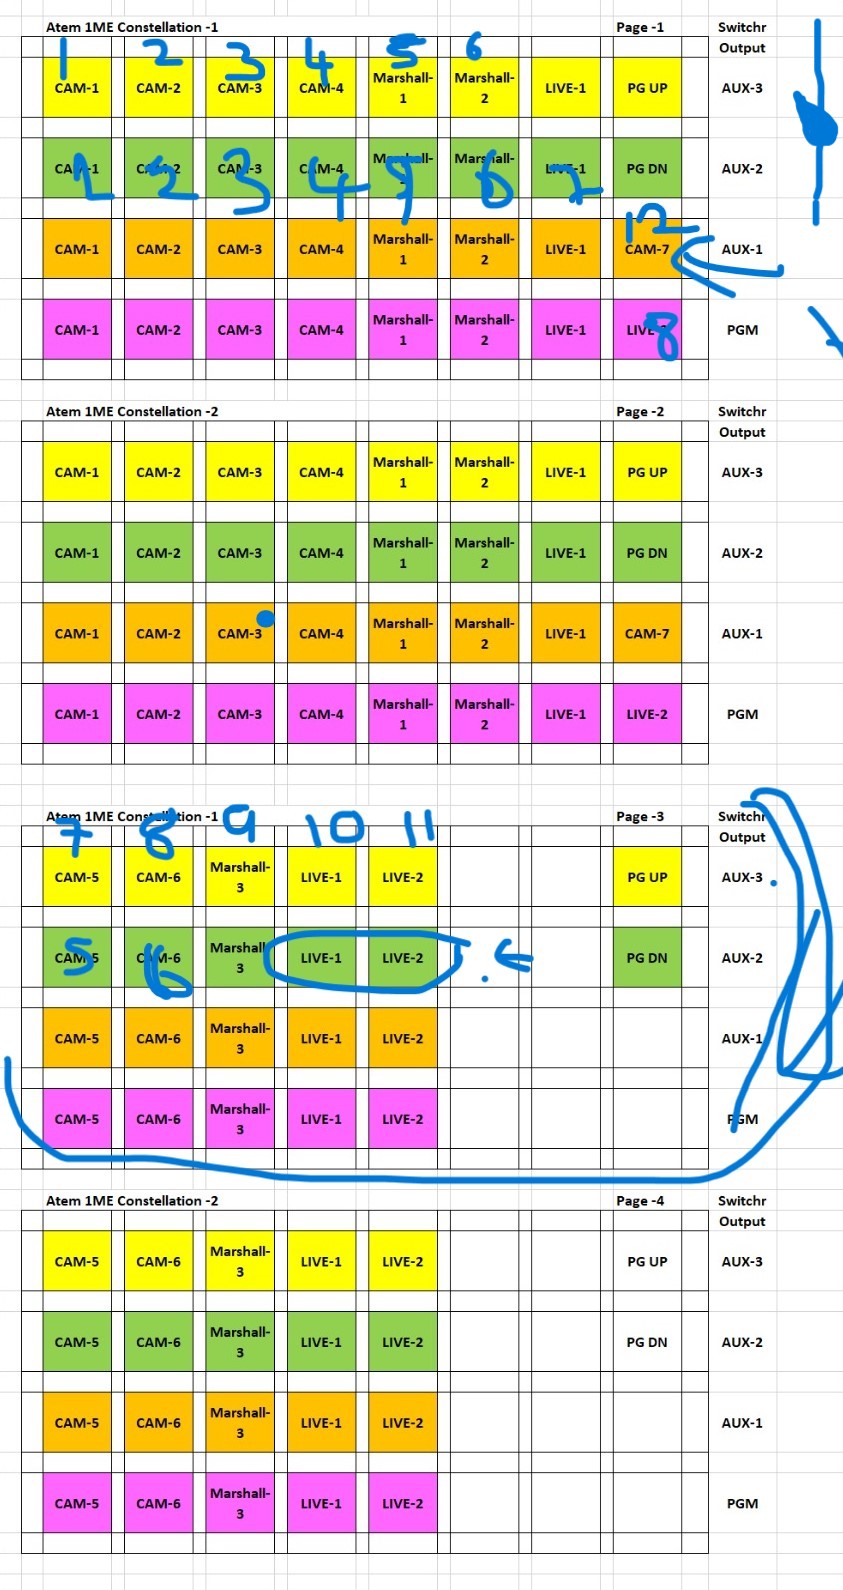 Atem 1ME Constellation -1 Page -1 Switchr
Output
1 2 3 4 5 6
CAM-1 CAM-2 CAM-3 CAM-4 Marshall-1 Marshall-2 LIVE-1 PG UP AUX-3
CAM-1 CAM-2 CAM-3 CAM-4 Marshall- Marshall- LIVE-1 PG DN AUX-2
1 2 3 4 9 6 7
12
CAM-1 CAM-2 CAM-3 CAM-4 Marshall-1 Marshall-2 LIVE-1 CAM-7 AUX-1
CAM-1 CAM-2 CAM-3 CAM-4 Marshall-1 Marshall-2 LIVE-1 LIVE-2 PGM
8
Atem 1ME Constellation -2 Page -2 Switchr
Output
CAM-1 CAM-2 CAM-3 CAM-4 Marshall-1 Marshall-2 LIVE-1 PG UP AUX-3
CAM-1 CAM-2 CAM-3 CAM-4 Marshall-1 Marshall-2 LIVE-1 PG DN AUX-2
CAM-1 CAM-2 CAM-3 CAM-4 Marshall-1 Marshall-2 LIVE-1 CAM-7 AUX-1
CAM-1 CAM-2 CAM-3 CAM-4 Marshall-1 Marshall-2 LIVE-1 LIVE-2 PGM
Atem 1ME Constellation -1 Page -3 Switchr
Output
7 8 9 10 11
CAM-5 CAM-6 Marshall-3 LIVE-1 LIVE-2 PG UP AUX-3
CAM-5 CAM-6 Marshall-3 LIVE-1 LIVE-2 PG DN AUX-2
5 6
CAM-5 CAM-6 Marshall-3 LIVE-1 LIVE-2 AUX-1
CAM-5 CAM-6 Marshall-3 LIVE-1 LIVE-2 PGM
Atem 1ME Constellation -2 Page -4 Switchr
Output
CAM-5 CAM-6 Marshall-3 LIVE-1 LIVE-2 PG UP AUX-3
CAM-5 CAM-6 Marshall-3 LIVE-1 LIVE-2 PG DN AUX-2
CAM-5 CAM-6 Marshall-3 LIVE-1 LIVE-2 AUX-1
CAM-5 CAM-6 Marshall-3 LIVE-1 LIVE-2 PGM